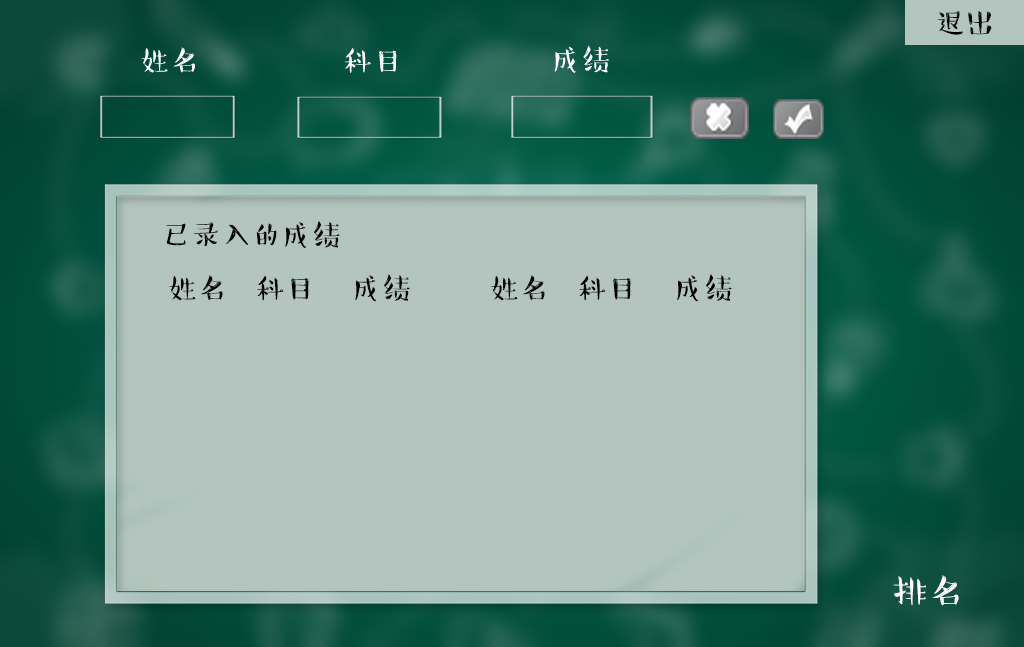 退出
姓名 科目 成绩
已录入的成绩
姓名 科目 成绩 姓名 科目 成绩
排名